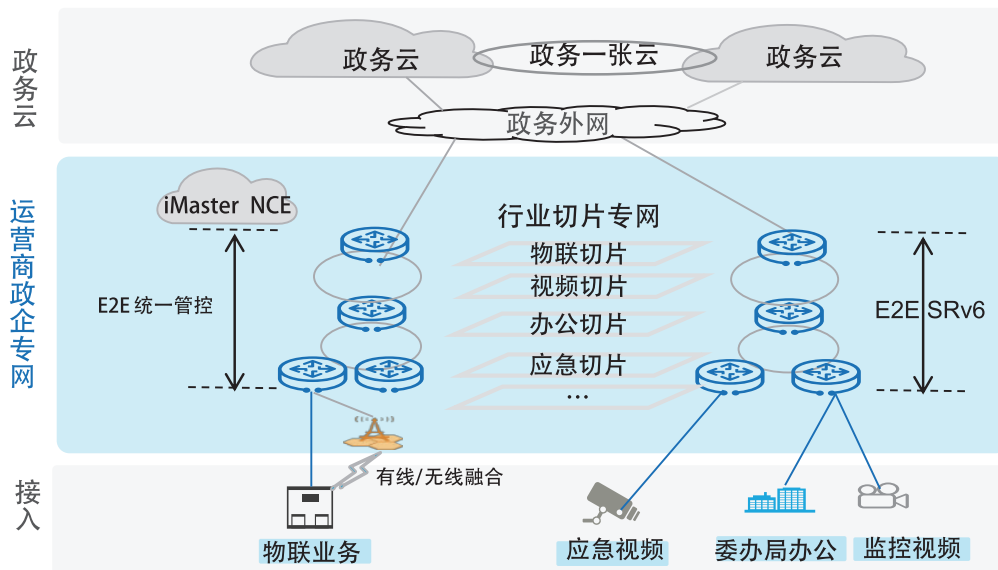 政务云
政务云
政务一张云
政务云
政务外网
运营商政企专网
iMaster NCE
行业切片专网
物联切片
视频切片
办公切片
应急切片
...
E2E 统一管控
E2E SRv6
接入
有线/无线融合
物联业务
应急视频
委办局办公
监控视频